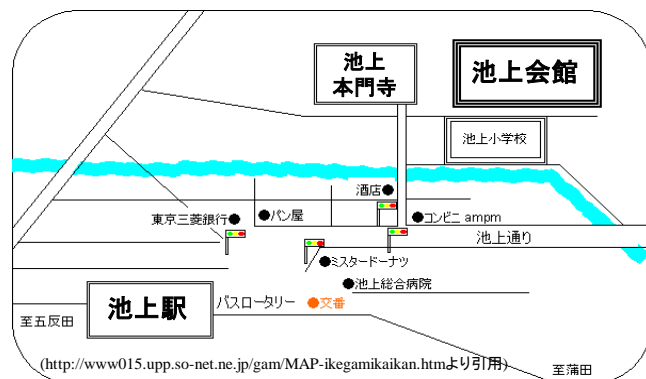 池上
本門寺
池上会館
池上小学校
酒店●
東京三菱銀行●
●パン屋
●コンビニ ampm
池上通り
●ミスタードーナツ
●池上総合病院
池上駅
バスロータリー
●交番
至五反田
(http://www015.upp.so-net.ne.jp/gam/MAP-ikegamikaikan.htmより引用)
至蒲田